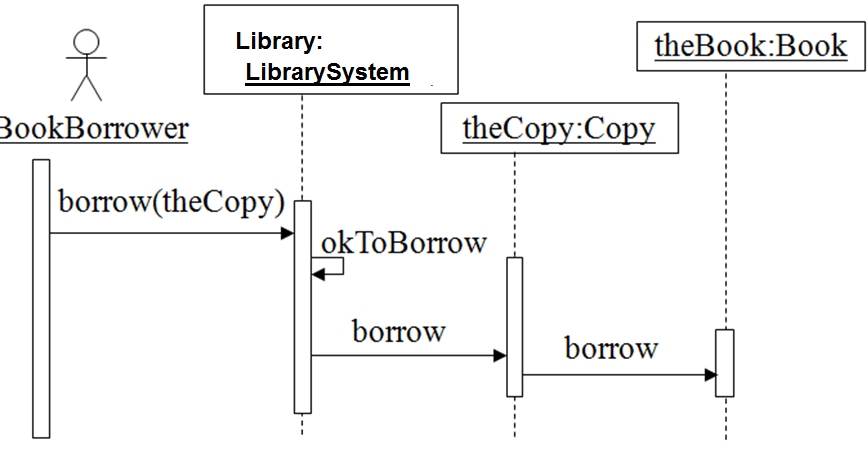 Library:
LibrarySystem
theBook:Book
BookBorrower
theCopy:Copy
borrow(theCopy)
okToBorrow
borrow
borrow